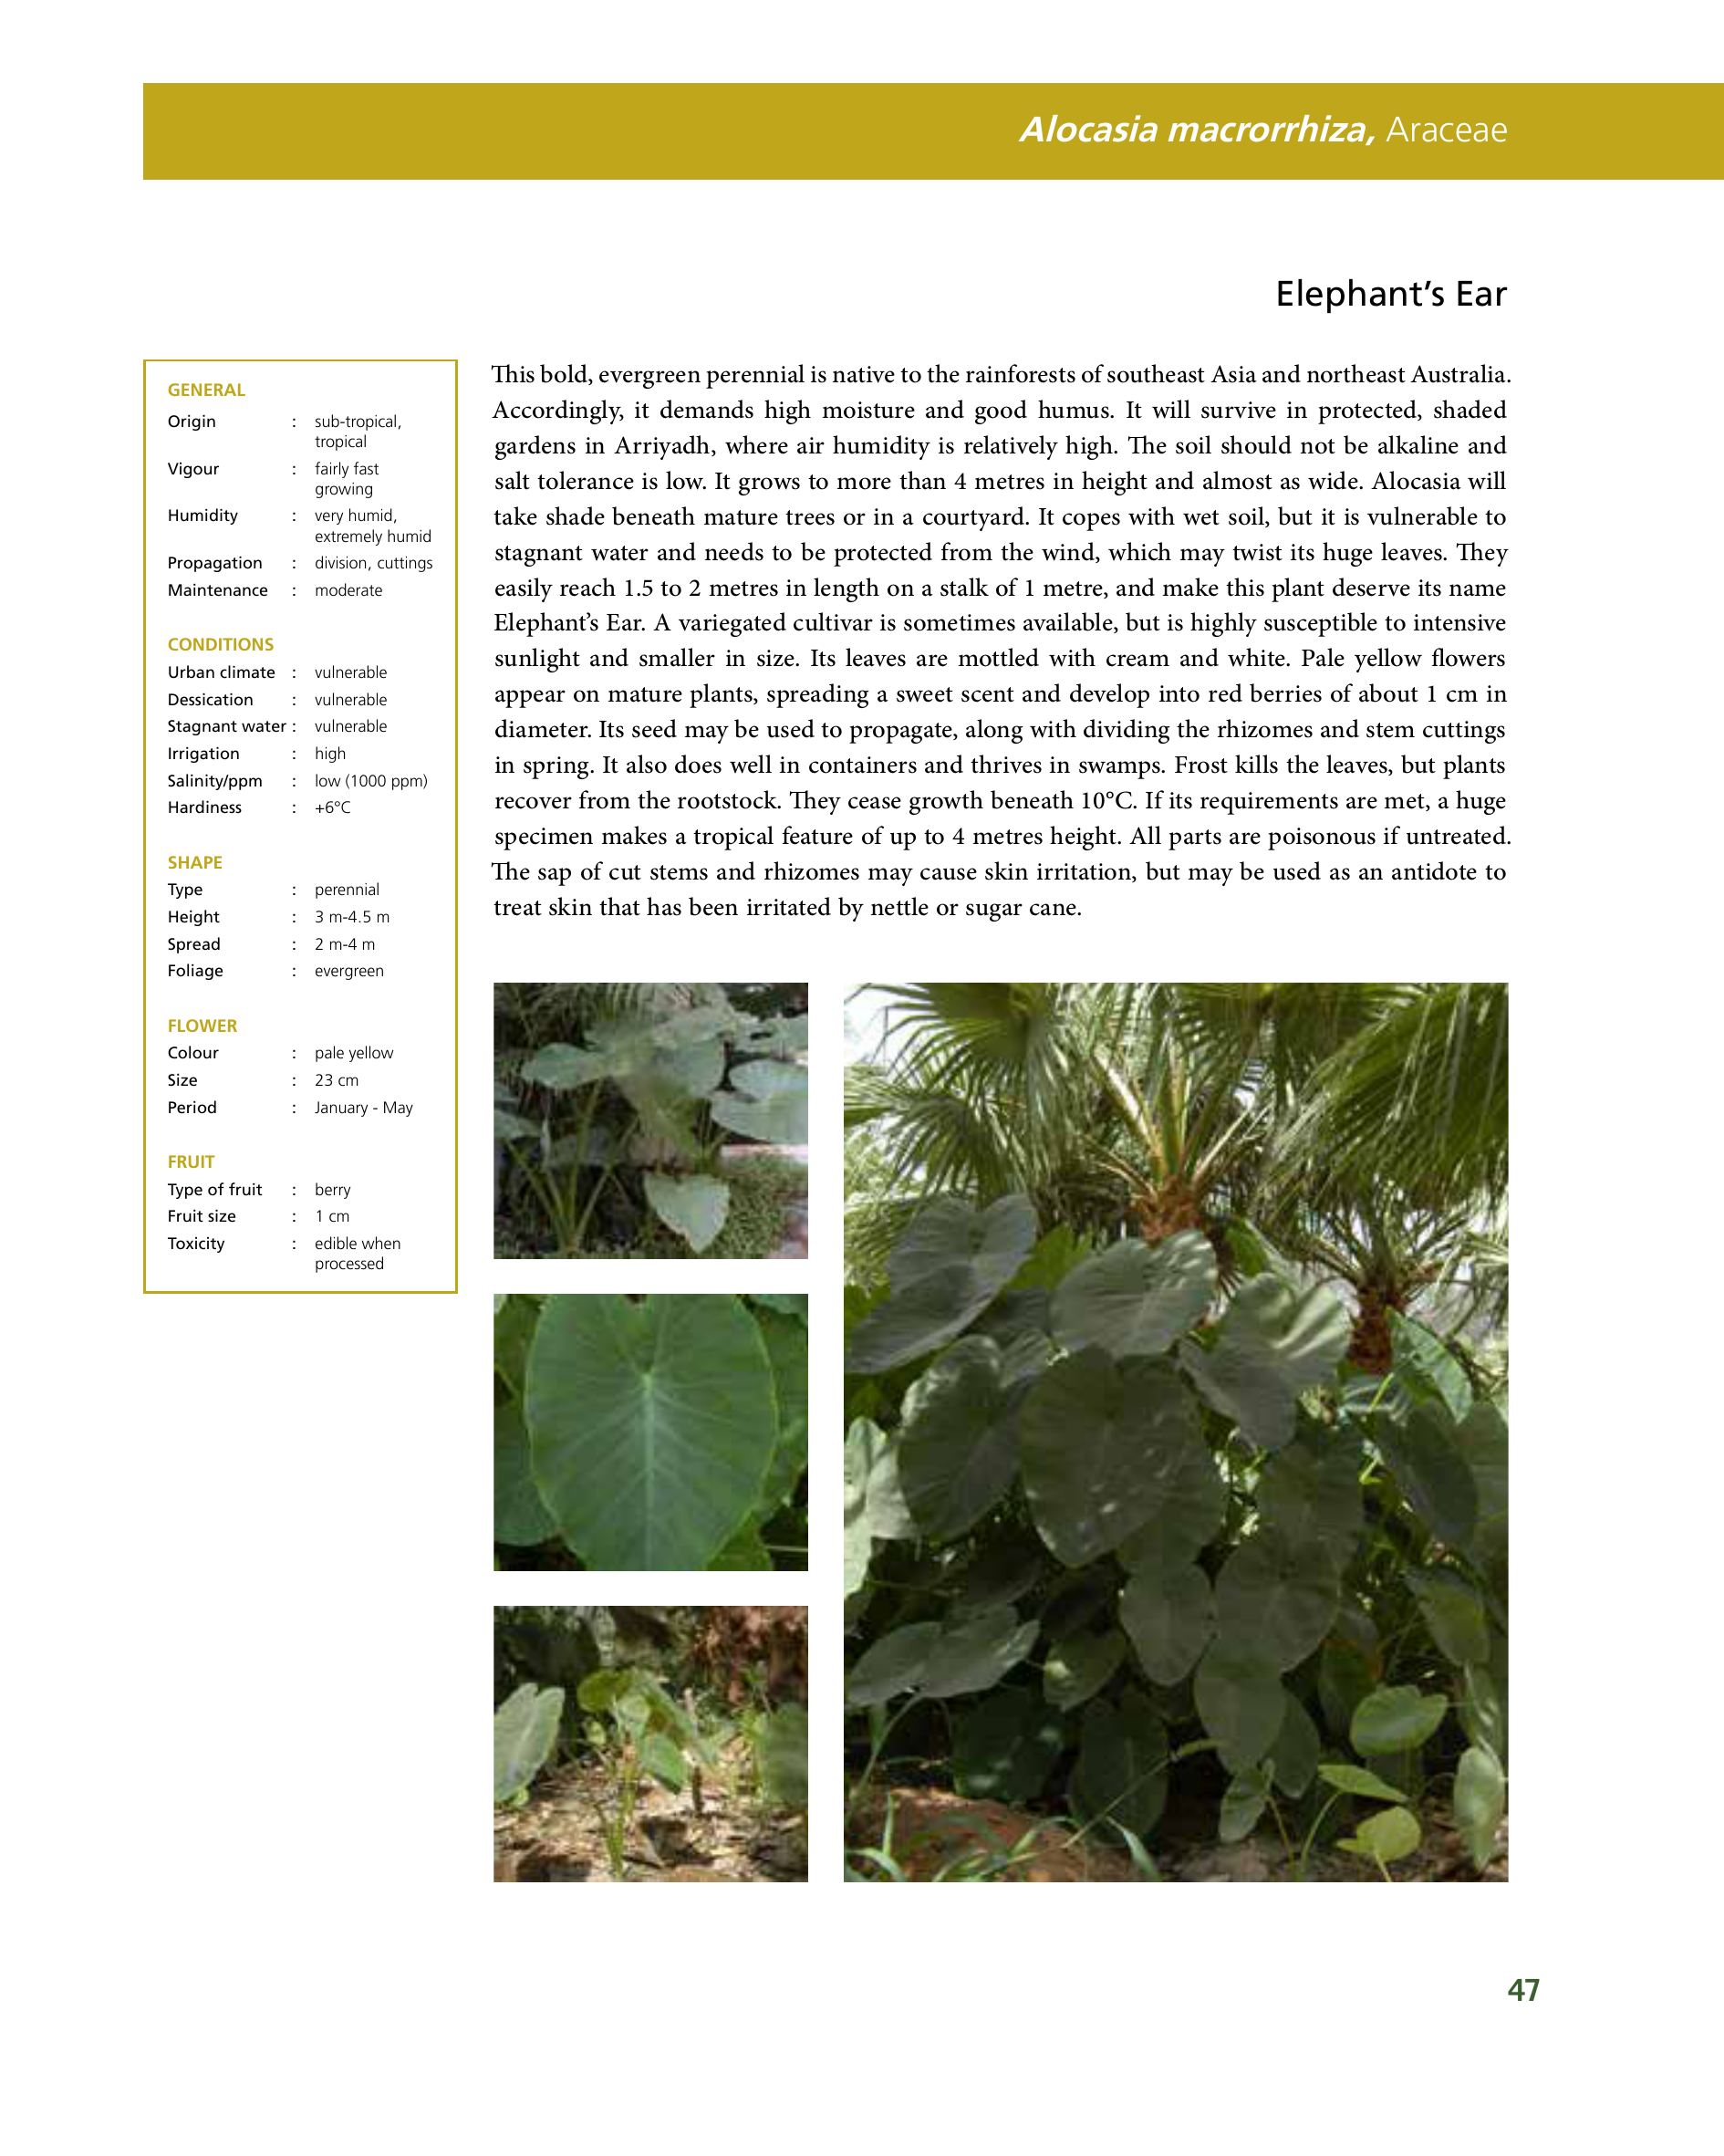 Alocasia macrorrhiza, Araceae
Elephant’s Ear
GENERAL
Origin : sub-tropical,
tropical
Vigour : fairly fast
growing
Humidity : very humid,
extremely humid
Propagation : division, cuttings
Maintenance : moderate
CONDITIONS
Urban climate : vulnerable
Dessication : vulnerable
Stagnant water : vulnerable
Irrigation : high
Salinity/ppm : low (1000 ppm)
Hardiness : +6°C
SHAPE
Type : perennial
Height : 3 m-4.5 m
Spread : 2 m-4 m
Foliage : evergreen
FLOWER
Colour : pale yellow
Size : 23 cm
Period : January - May
FRUIT
Type of fruit : berry
Fruit size : 1 cm
Toxicity : edible when
processed
This bold, evergreen perennial is native to the rainforests of southeast Asia and northeast Australia.
Accordingly, it demands high moisture and good humus. It will survive in protected, shaded
gardens in Arriyadh, where air humidity is relatively high. The soil should not be alkaline and
salt tolerance is low. It grows to more than 4 metres in height and almost as wide. Alocasia will
take shade beneath mature trees or in a courtyard. It copes with wet soil, but it is vulnerable to
stagnant water and needs to be protected from the wind, which may twist its huge leaves. They
easily reach 1.5 to 2 metres in length on a stalk of 1 metre, and make this plant deserve its name
Elephant’s Ear. A variegated cultivar is sometimes available, but is highly susceptible to intensive
sunlight and smaller in size. Its leaves are mottled with cream and white. Pale yellow flowers
appear on mature plants, spreading a sweet scent and develop into red berries of about 1 cm in
diameter. Its seed may be used to propagate, along with dividing the rhizomes and stem cuttings
in spring. It also does well in containers and thrives in swamps. Frost kills the leaves, but plants
recover from the rootstock. They cease growth beneath 10°C. If its requirements are met, a huge
specimen makes a tropical feature of up to 4 metres height. All parts are poisonous if untreated.
The sap of cut stems and rhizomes may cause skin irritation, but may be used as an antidote to
treat skin that has been irritated by nettle or sugar cane.
47